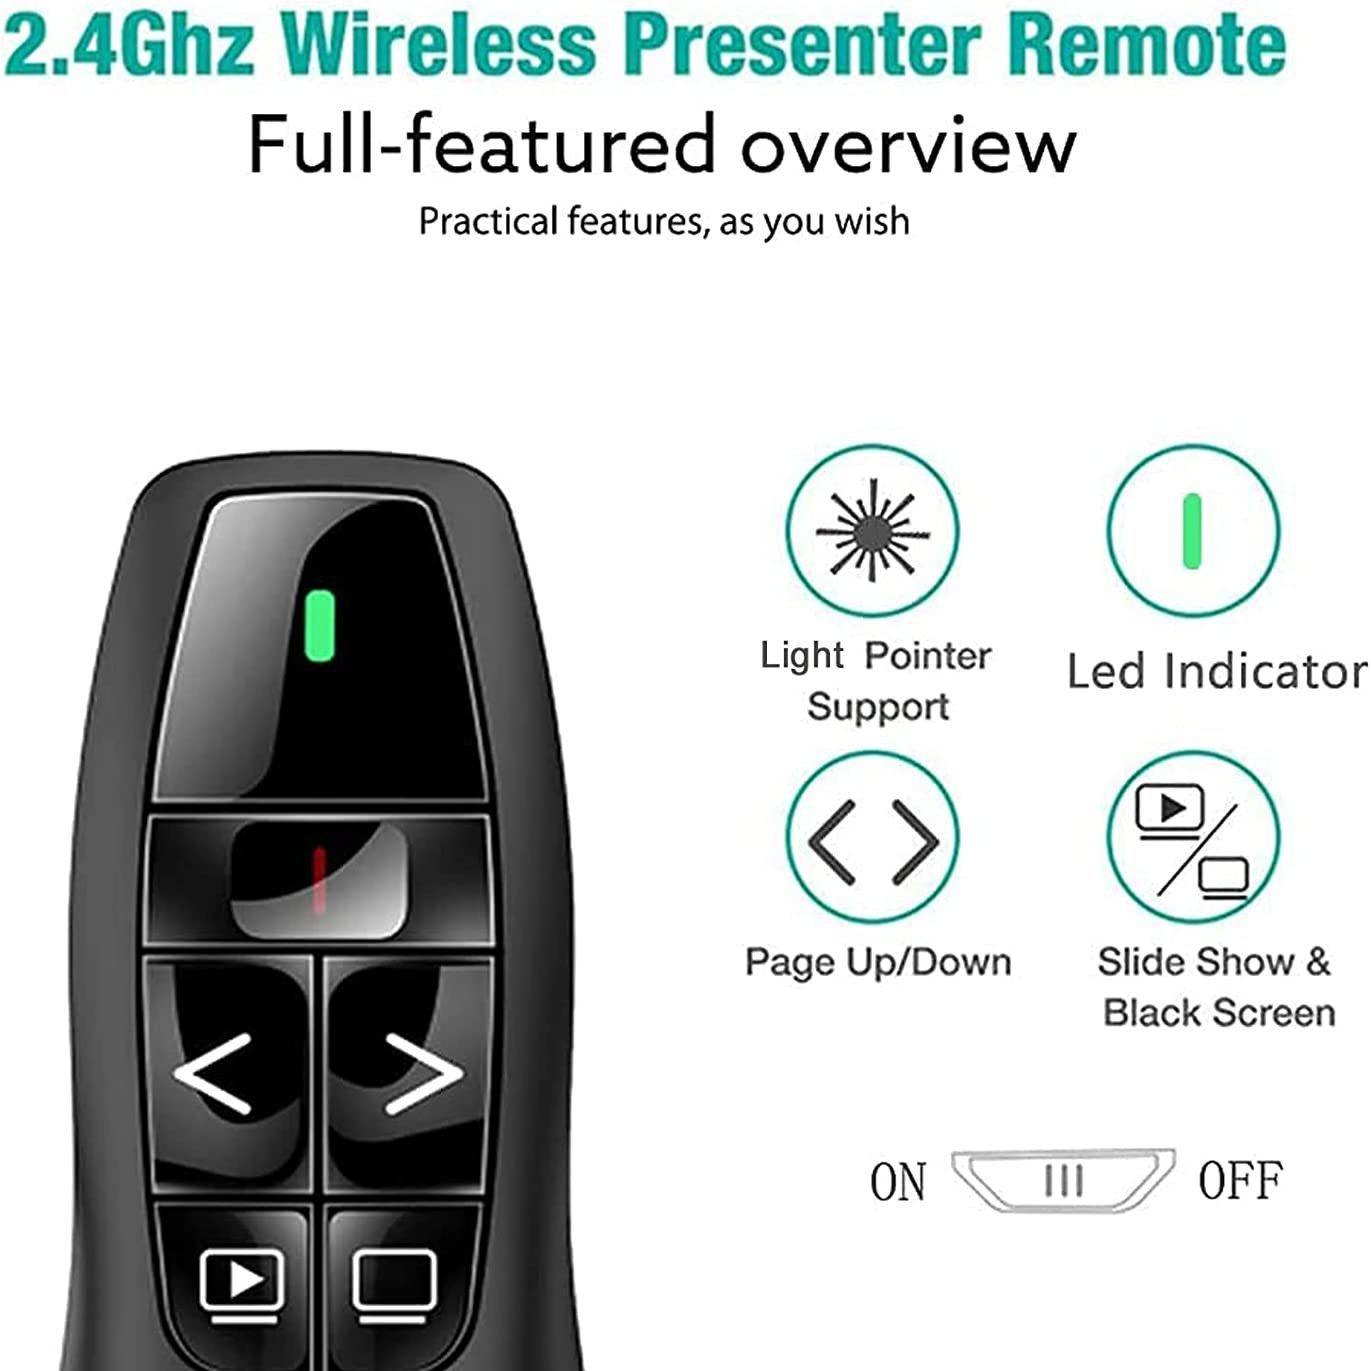 2.4Ghz Wireless Presenter Remote
Full-featured overview
Practical features, as you wish
Light Pointer
Support
Led Indicator
Page Up/Down
Slide Show &
Black Screen
ON
OFF